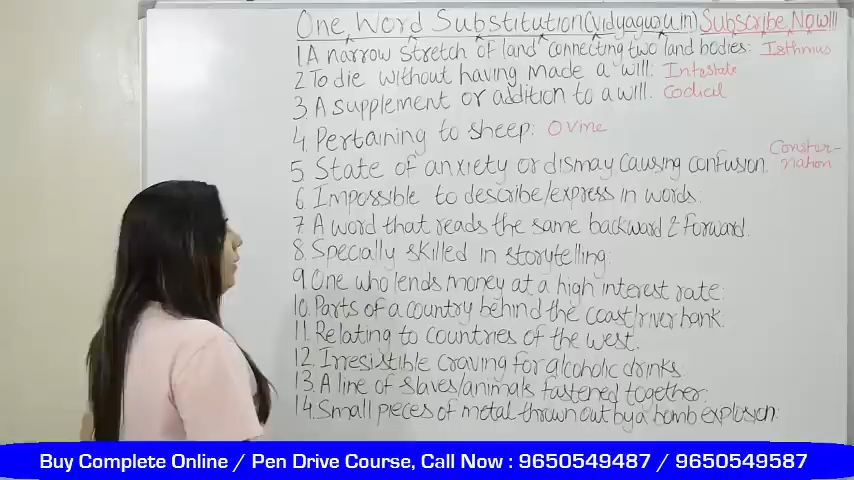 One Word Substitution (vidyaguru.in) Subscribe Now!!!
1 A narrow stretch of land connecting two land bodies: Isthmus
2 To die without having made a will: Intestate
3. A supplement or addition to a will. Codicil
4. Pertaining to sheep: Ovine
5 State of anxiety or dismay causing confusion. Conster-
nation
6 Impossible to describe/express in words:
7 A word that reads the same backward & Forward.
8. Specially skilled in storytelling:
9 One who lends money at a high interest rate:
10. Parts of a country behind the coast/river bank.
11. Relating to countries of the west.
12. Irresistible craving for alcoholic drinks
13. A line of slaves/animals fastened together:
14. Small pieces of metal thrown out by a bomb explosion:
Buy Complete Online / Pen Drive Course, Call Now : 9650549487 / 9650549587